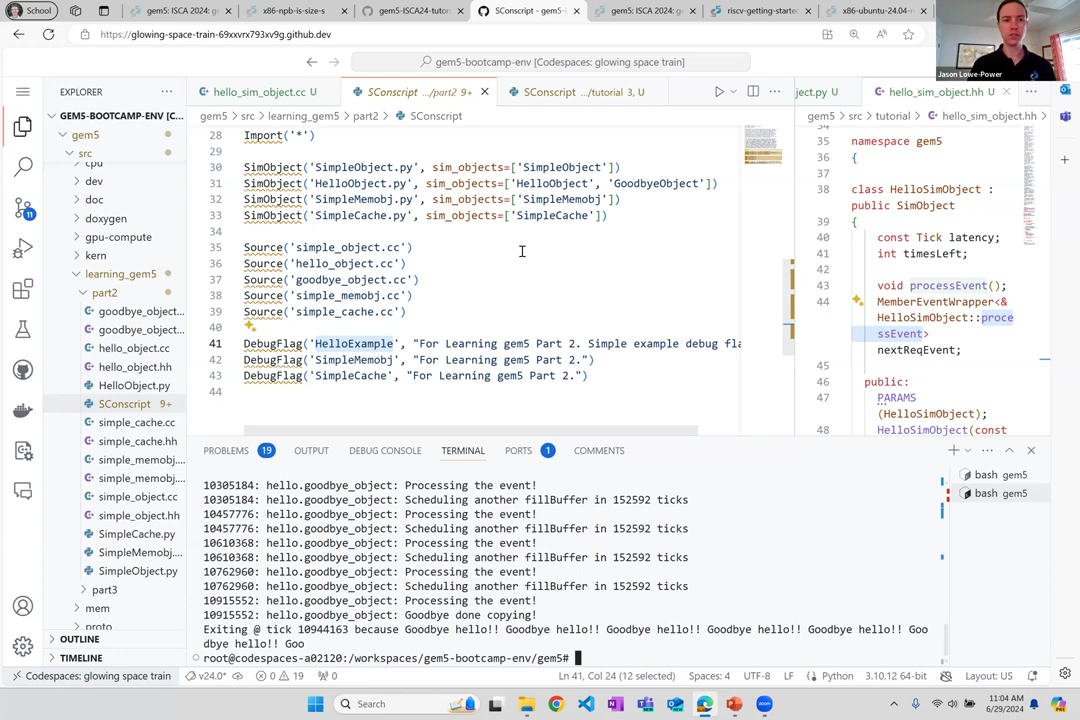 School
gem5: ISCA 2024: g
x86-npb-is-size-s
gem5-ISCA24-tutor
SConscript - gem5-
gem5: ISCA 2024: g
riscv-getting-starte
x86-ubuntu-24.04-r
https://glowing-space-train-69xxvrx793xv9g.github.dev
gem5-bootcamp-env [Codespaces: glowing space train]
Jason Lowe-Power
EXPLORER
hello_sim_object.cc U
SConscript .../part2 9+
SConscript .../tutorial 3, U
ject.py U
hello_sim_object.hh U
GEM5-BOOTCAMP-ENV [C...
gem5 > src > learning_gem5 > part2 > SConscript
gem5 > src > tutorial > hello_sim_object.hh
gem5
src
cpu
dev
doc
doxygen
gpu-compute
kern
learning_gem5
part2
goodbye_object...
goodbye_object...
hello_object.cc
hello_object.hh
HelloObject.py
SConscript 9+
simple_cache.cc
simple_cache.hh
simple_memobj....
simple_memobj....
simple_object.cc
simple_object.hh
SimpleCache.py
SimpleMemobj....
SimpleObject.py
part3
mem
proto
OUTLINE
TIMELINE
11
28 Import('*')
29
30 SimObject('SimpleObject.py', sim_objects=['SimpleObject'])
31 SimObject('HelloObject.py', sim_objects=['HelloObject', 'GoodbyeObject'])
32 SimObject('SimpleMemobj.py', sim_objects=['SimpleMemobj'])
33 SimObject('SimpleCache.py', sim_objects=['SimpleCache'])
34
35 Source('simple_object.cc')
36 Source('hello_object.cc')
37 Source('goodbye_object.cc')
38 Source('simple_memobj.cc')
39 Source('simple_cache.cc')
40
41 DebugFlag('HelloExample', "For Learning gem5 Part 2. Simple example debug fla
42 DebugFlag('SimpleMemobj', "For Learning gem5 Part 2.")
43 DebugFlag('SimpleCache', "For Learning gem5 Part 2.")
44
35 namespace gem5
36 {
37
38 class HelloSimObject :
public SimObject
39 {
40 const Tick latency;
41 int timesLeft;
42
43 void processEvent();
44 MemberEventWrapper<&
HelloSimObject::proce
ssEvent>
nextReqEvent;
45
46 public:
47 PARAMS
(HelloSimObject);
48 HelloSimObject(const
PROBLEMS 19 OUTPUT DEBUG CONSOLE TERMINAL PORTS 1 COMMENTS
bash gem5
bash gem5
10305184: hello.goodbye_object: Processing the event!
10305184: hello.goodbye_object: Scheduling another fillBuffer in 152592 ticks
10457776: hello.goodbye_object: Processing the event!
10457776: hello.goodbye_object: Scheduling another fillBuffer in 152592 ticks
10610368: hello.goodbye_object: Processing the event!
10610368: hello.goodbye_object: Scheduling another fillBuffer in 152592 ticks
10762960: hello.goodbye_object: Processing the event!
10762960: hello.goodbye_object: Scheduling another fillBuffer in 152592 ticks
10915552: hello.goodbye_object: Processing the event!
10915552: hello.goodbye_object: Goodbye done copying!
Exiting @ tick 10944163 because Goodbye hello!! Goodbye hello!! Goodbye hello!! Goodbye hello!! Goodbye hello!! Goo
dbye hello!! Goo
root@codespaces-a02120:/workspaces/gem5-bootcamp-env/gem5#
Codespaces: glowing space train v24.0* 0 19 0 Ln 41, Col 24 (12 selected) Spaces: 4 UTF-8 LF Python 3.10.12 64-bit Layout: US
Search
11:04 AM
6/29/2024